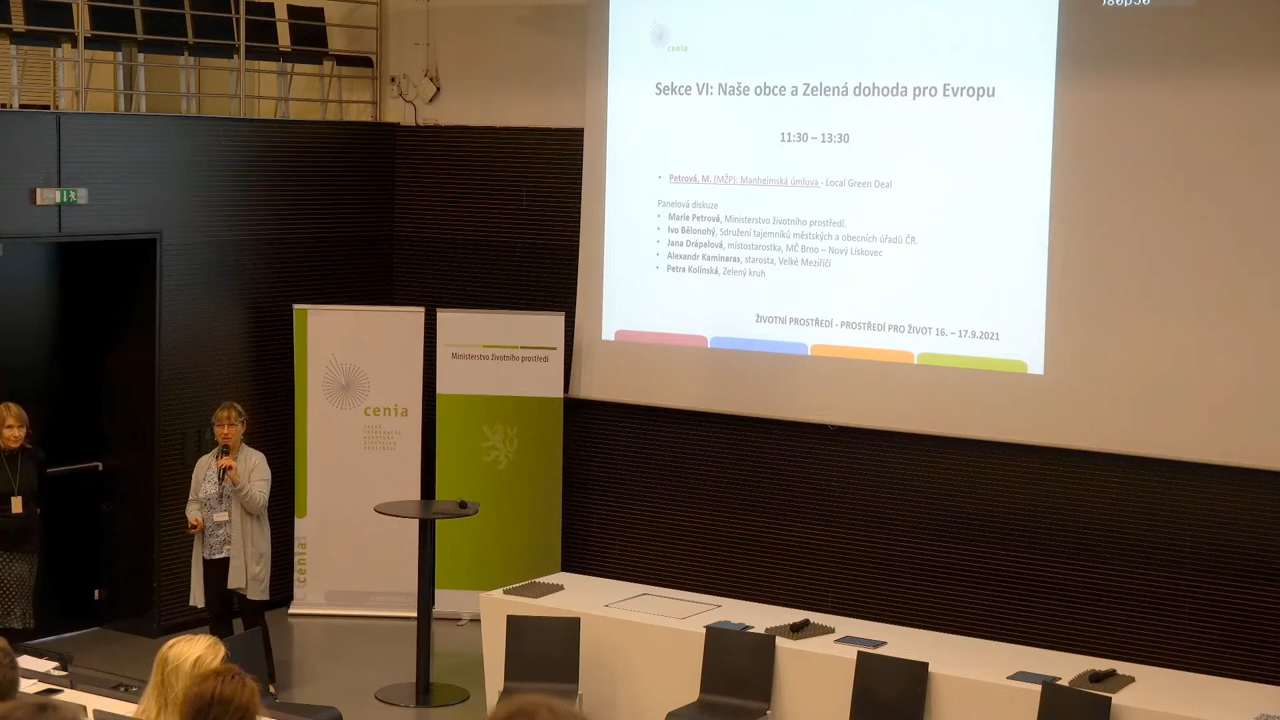 cenia
Sekce VI: Naše obce a Zelená dohoda pro Evropu
11:30 – 13:30
• Petrová, M. (MŽP): Manheimská úmluva - Local Green Deal
Panelová diskuze
• Marie Petrová, Ministerstvo životního prostředí.
• Ivo Bělonohý, Sdružení tajemníků městských a obecních úřadů ČR.
• Jana Drápalová, místostarostka, MČ Brno – Nový Lískovec
• Alexandr Kaminaras, starosta, Velké Meziříčí
• Petra Kolínská, Zelený kruh
ŽIVOTNÍ PROSTŘEDÍ - PROSTŘEDÍ PRO ŽIVOT 16. – 17.9.2021
Ministerstvo životního prostředí
cenia
cenia